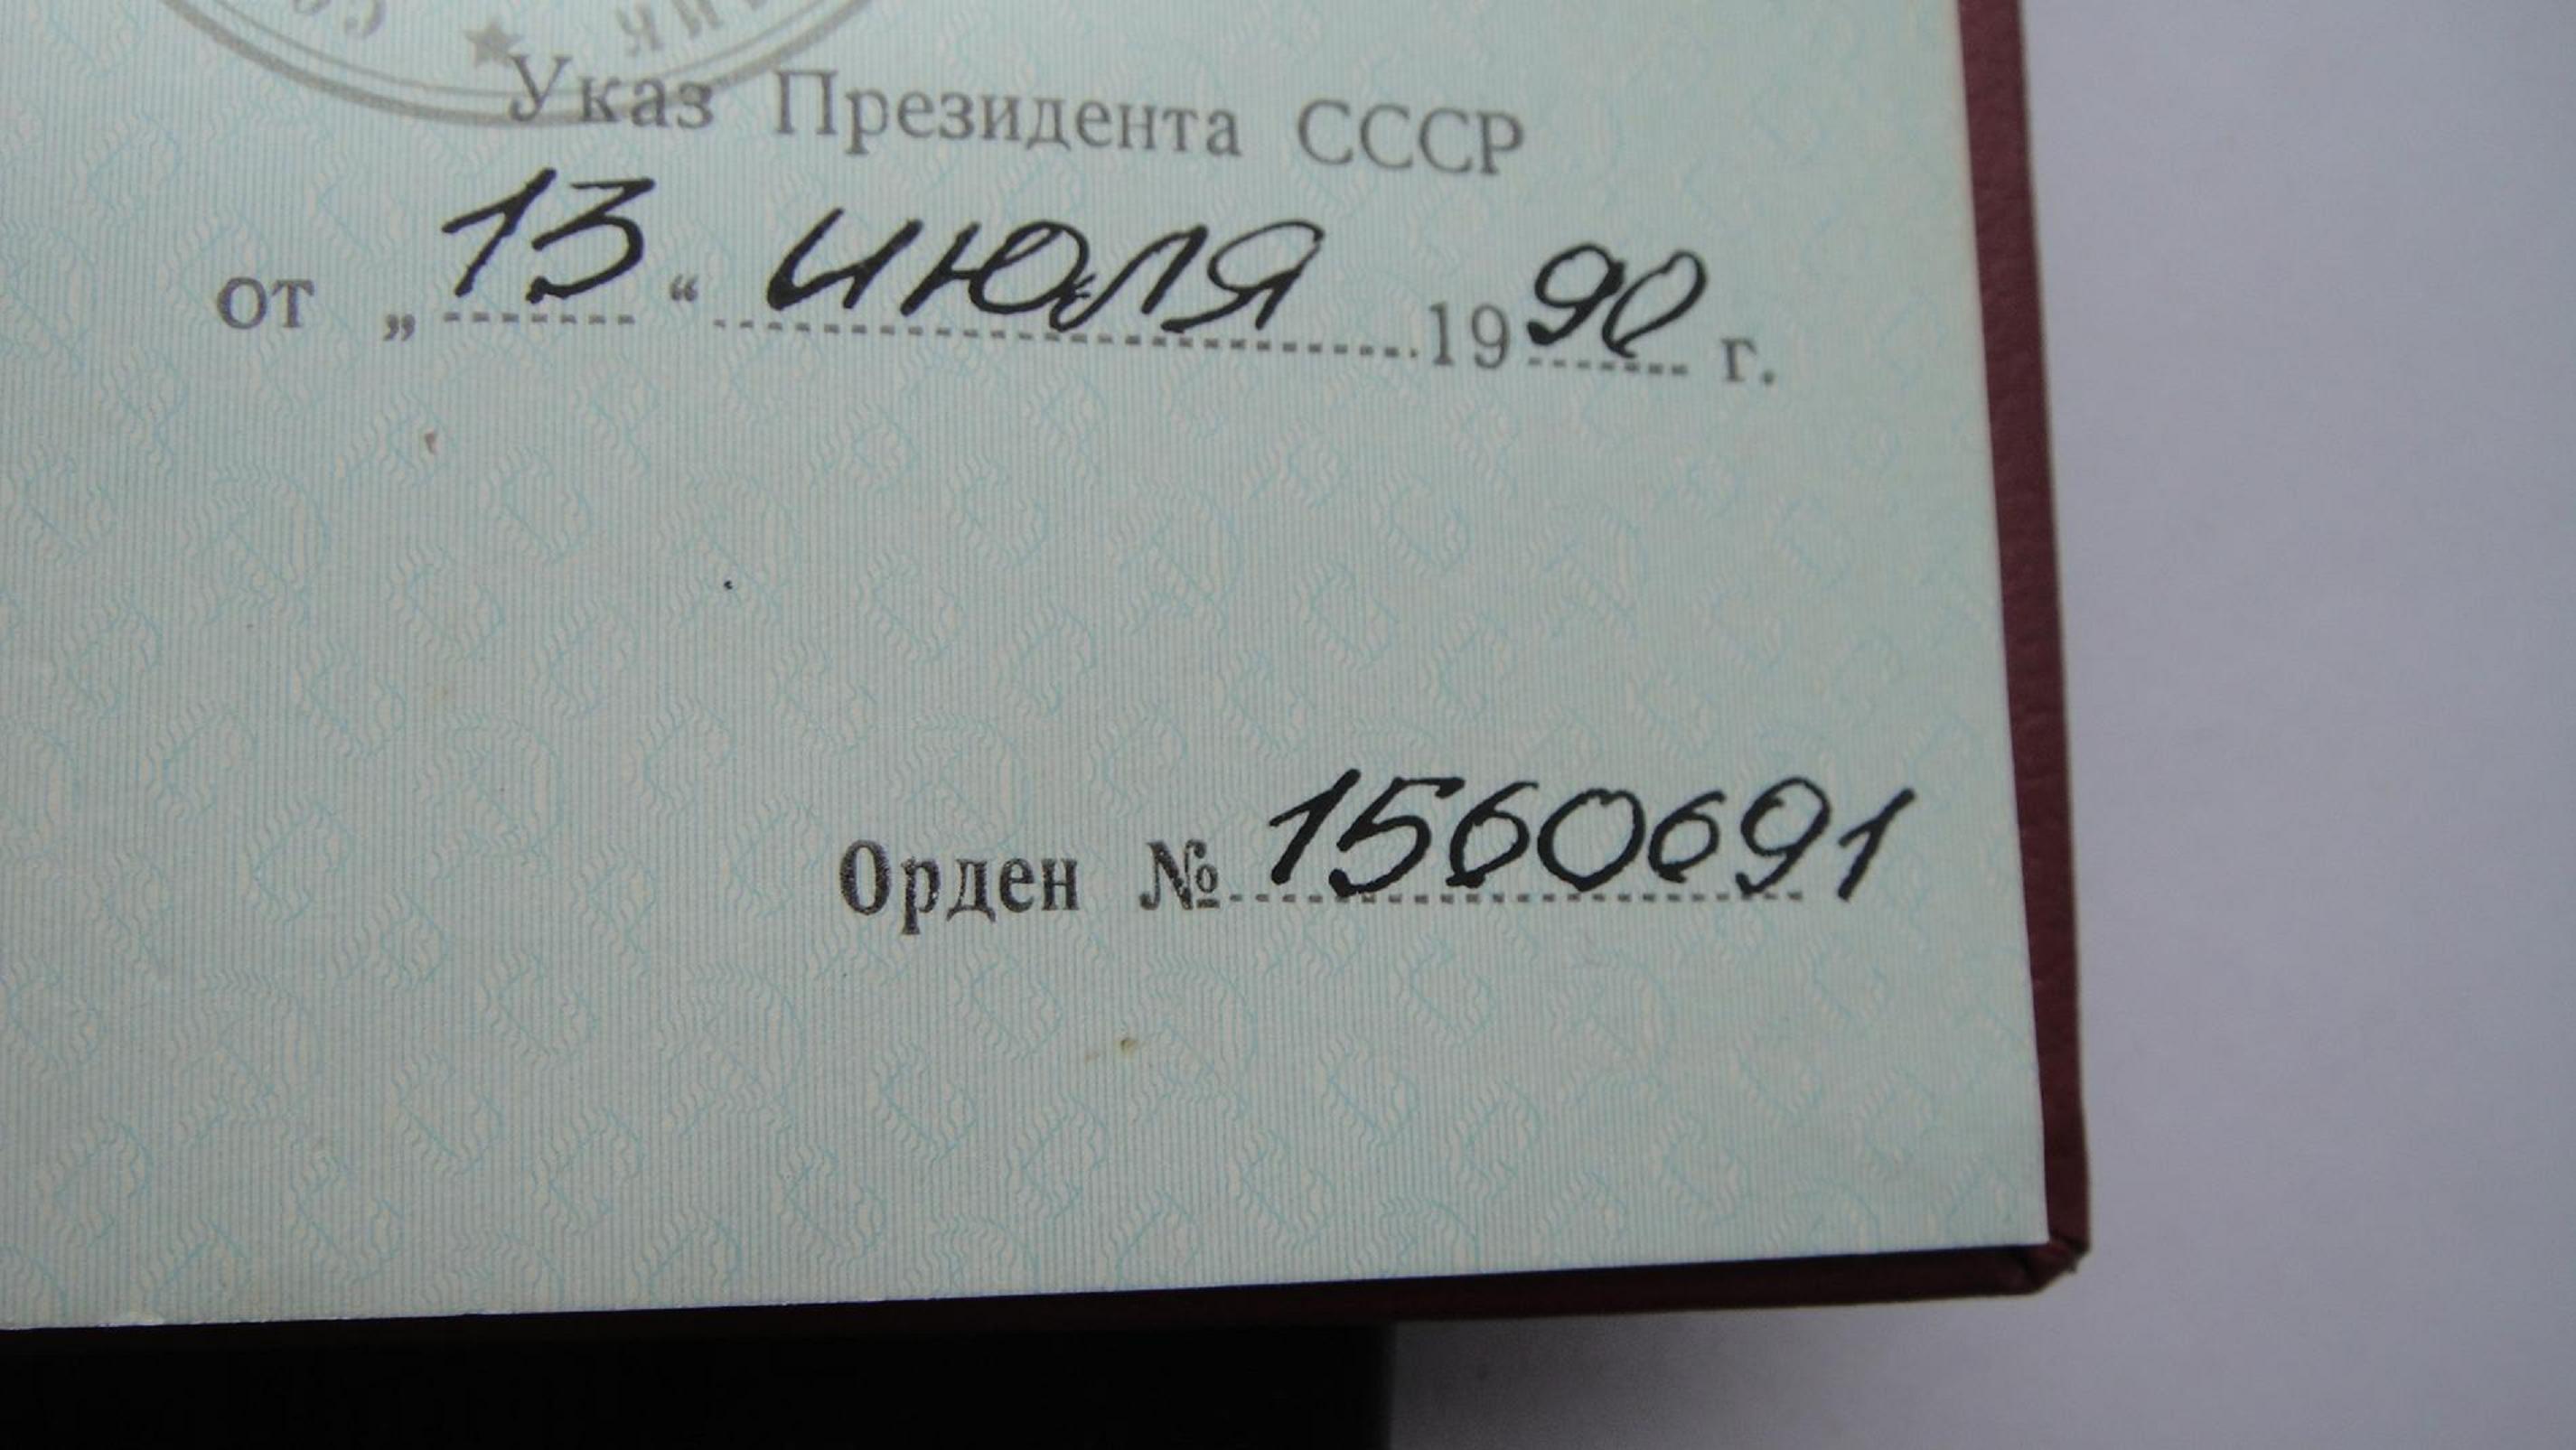 Указ Президента СССР
от „13“ июля 1990 г.
Орден № 1560691